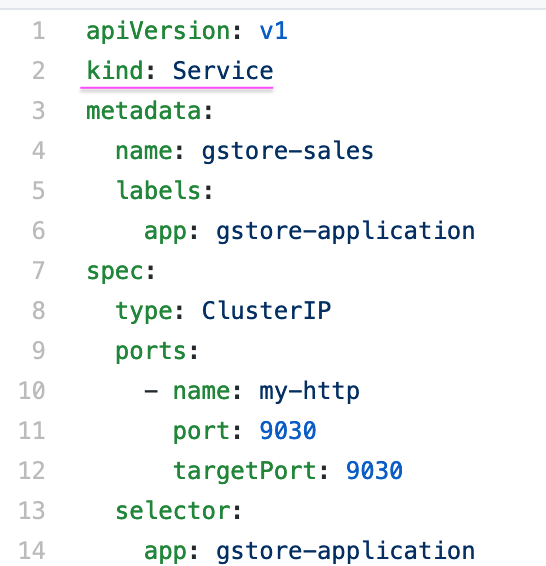 1 apiVersion: v1
2 kind: Service
3 metadata:
4   name: gstore-sales
5   labels:
6     app: gstore-application
7 spec:
8   type: ClusterIP
9   ports:
10     - name: my-http
11       port: 9030
12       targetPort: 9030
13   selector:
14     app: gstore-application